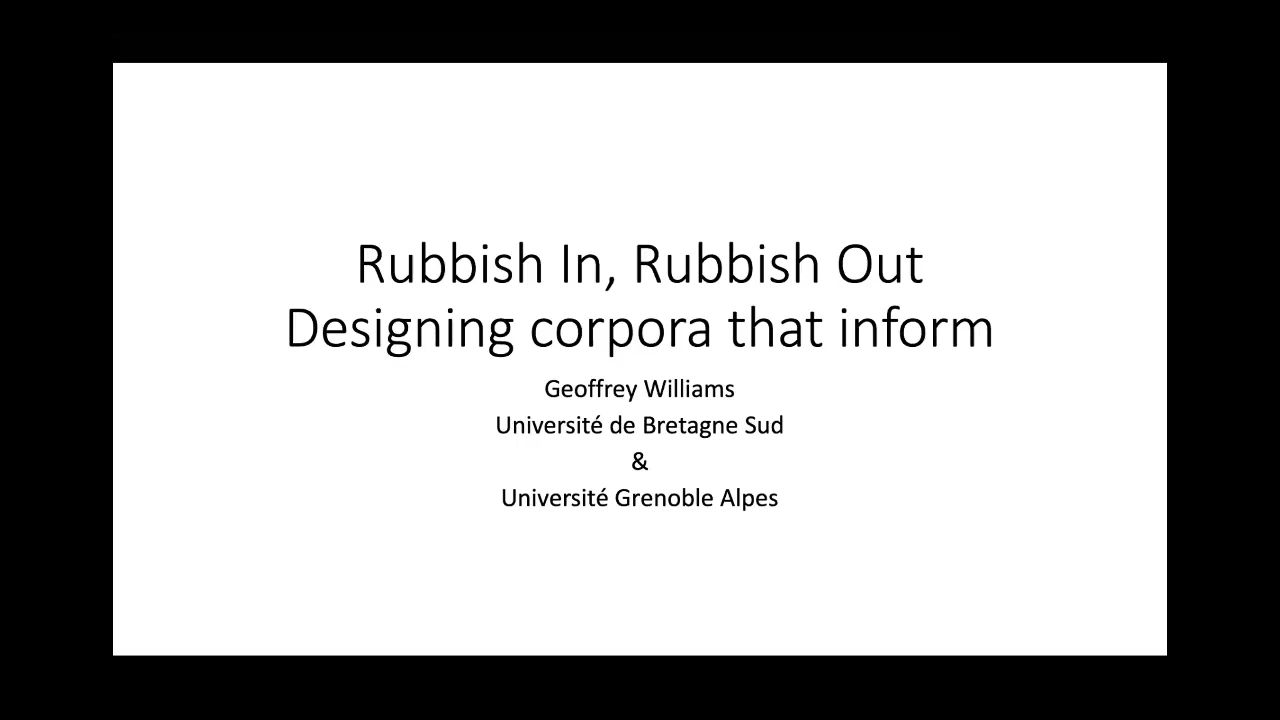 Rubbish In, Rubbish Out
Designing corpora that inform
Geoffrey Williams
Université de Bretagne Sud
&
Université Grenoble Alpes